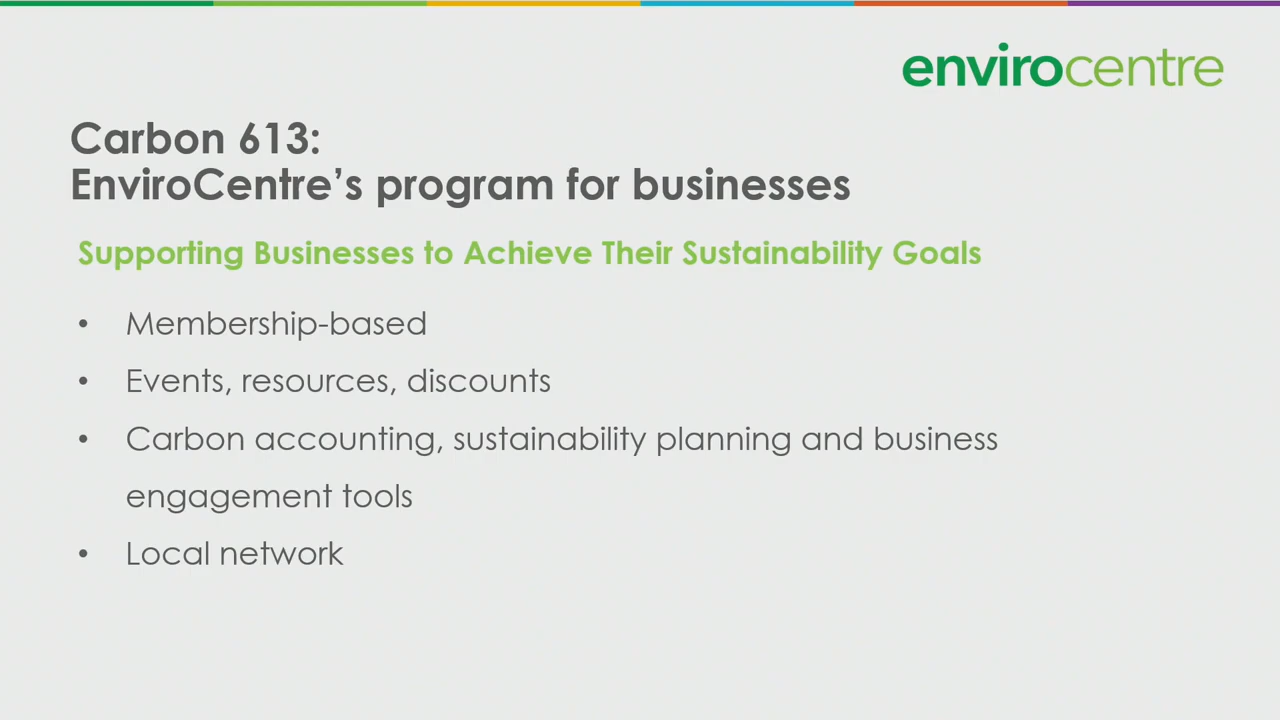 envirocentre
Carbon 613:
EnviroCentre’s program for businesses
Supporting Businesses to Achieve Their Sustainability Goals
• Membership-based
• Events, resources, discounts
• Carbon accounting, sustainability planning and business
engagement tools
• Local network